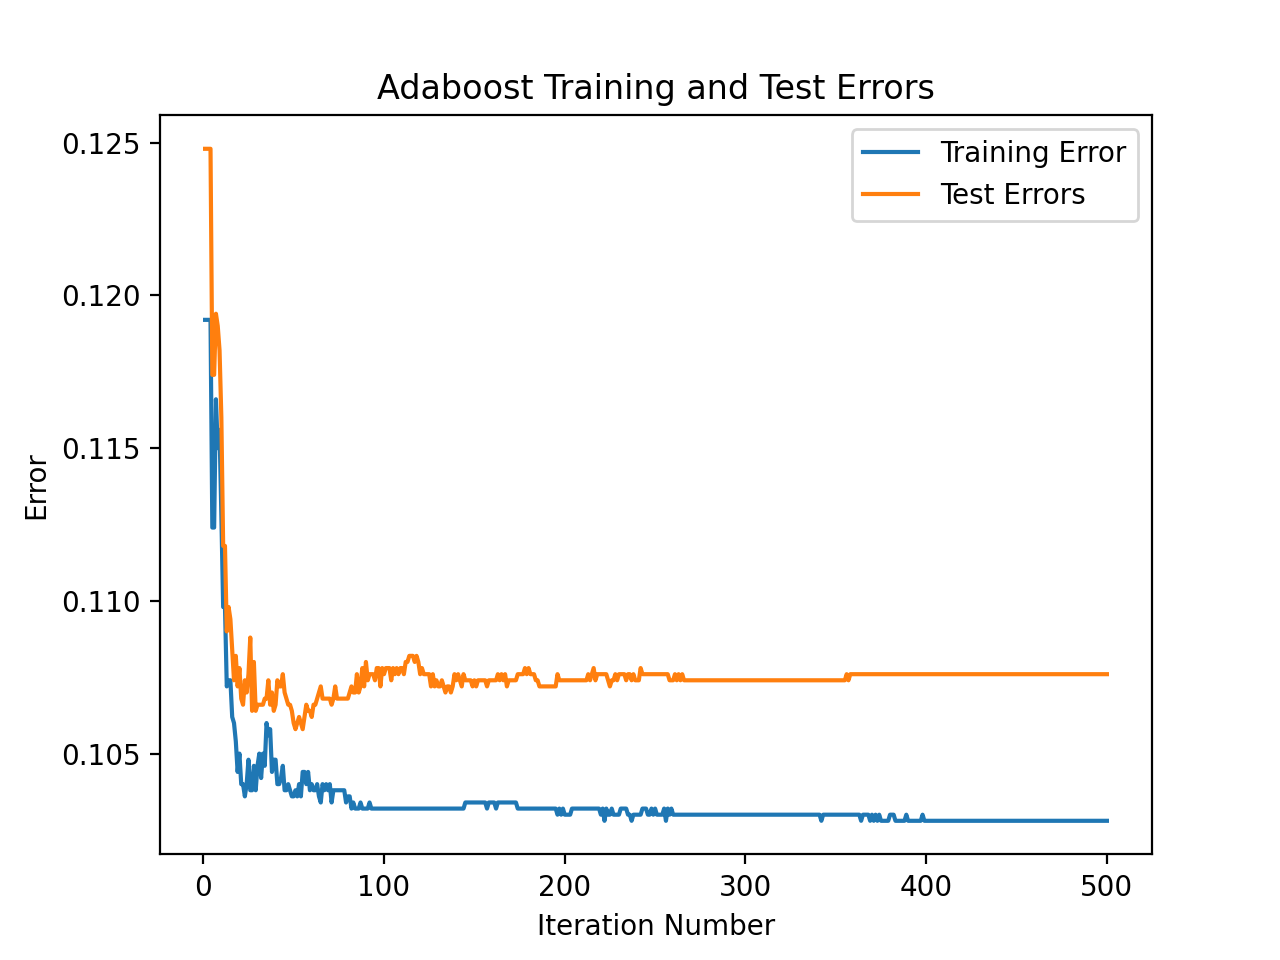 Adaboost Training and Test Errors
0.125
0.120
0.115
0.110
0.105
Error
Training Error
Test Errors
0
100
200
300
400
500
Iteration Number